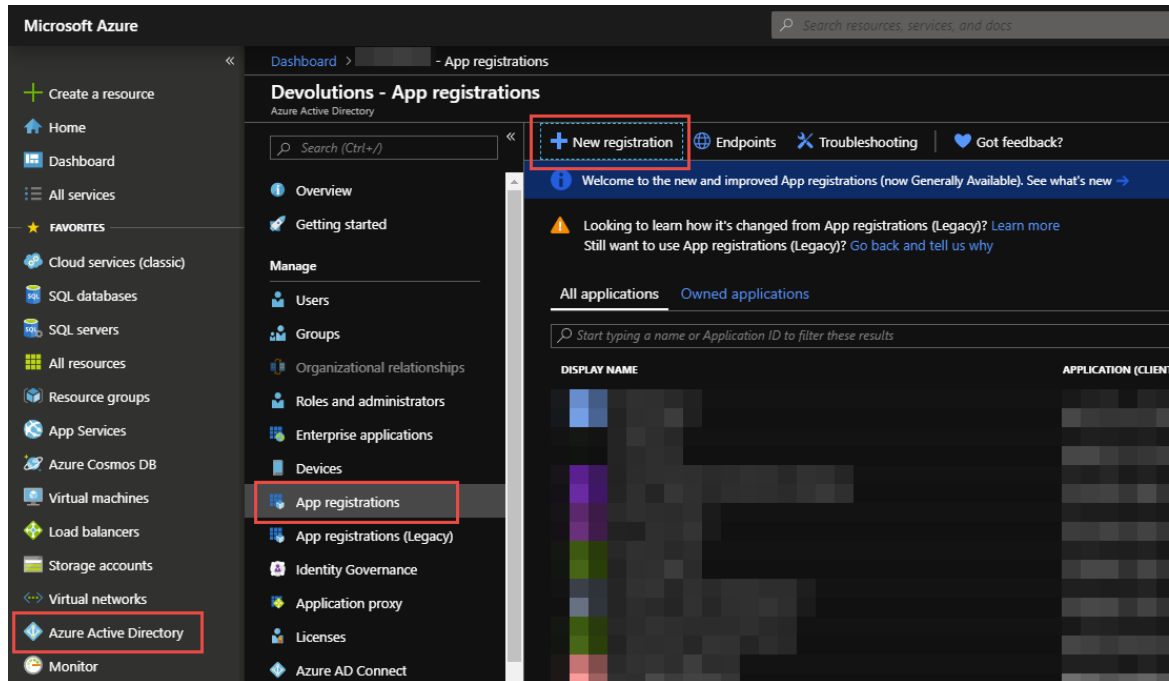 Microsoft Azure
Search resources, services, and docs
«
Create a resource
Home
Dashboard
All services
FAVORITES
Cloud services (classic)
SQL databases
SQL servers
All resources
Resource groups
App Services
Azure Cosmos DB
Virtual machines
Load balancers
Storage accounts
Virtual networks
Azure Active Directory
Monitor
Dashboard > - App registrations
Devolutions - App registrations
Azure Active Directory
Search (Ctrl+/)
«
Overview
Getting started
Manage
Users
Groups
Organizational relationships
Roles and administrators
Enterprise applications
Devices
App registrations
App registrations (Legacy)
Identity Governance
Application proxy
Licenses
Azure AD Connect
New registration Endpoints Troubleshooting Got feedback?
Welcome to the new and improved App registrations (now Generally Available). See what's new →
Looking to learn how it's changed from App registrations (Legacy)? Learn more
Still want to use App registrations (Legacy)? Go back and tell us why
All applications Owned applications
Start typing a name or Application ID to filter these results
DISPLAY NAME APPLICATION (CLIENT